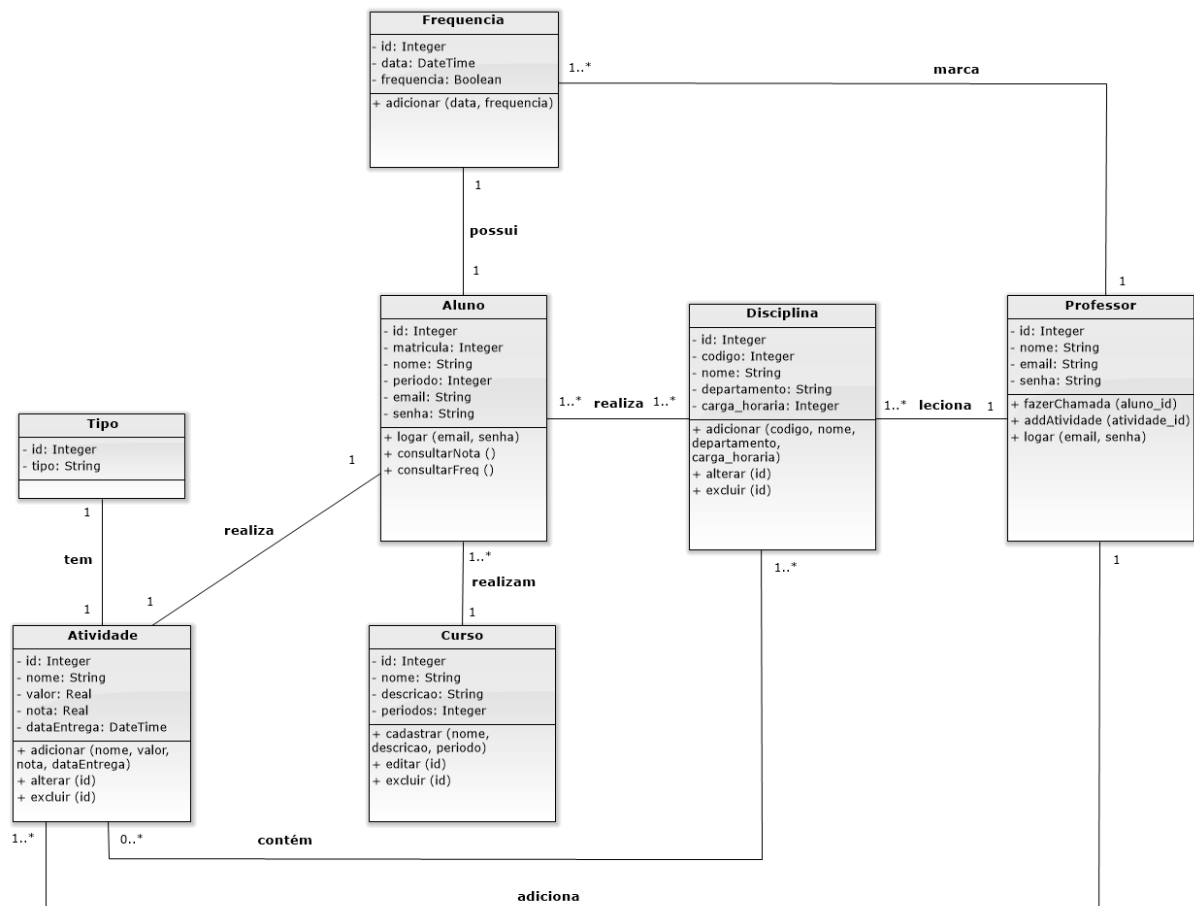 Frequencia
- id: Integer
- data: DateTime
- frequencia: Boolean
+ adicionar (data, frequencia)
1..*
marca
1
possui
1
1
Aluno
- id: Integer
- matricula: Integer
- nome: String
- periodo: Integer
- email: String
- senha: String
+ logar (email, senha)
+ consultarNota ()
+ consultarFreq ()
1..*
realiza
1..*
Disciplina
- id: Integer
- codigo: Integer
- nome: String
- departamento: String
- carga_horaria: Integer
+ adicionar (codigo, nome,
departamento,
carga_horaria)
+ alterar (id)
+ excluir (id)
1..*
leciona
1
Professor
- id: Integer
- nome: String
- email: String
- senha: String
+ fazerChamada (aluno_id)
+ addAtividade (atividade_id)
+ logar (email, senha)
Tipo
- id: Integer
- tipo: String
1
tem
1
1
realiza
1
1..*
realizam
1
1..*
1
Atividade
- id: Integer
- nome: String
- valor: Real
- nota: Real
- dataEntrega: DateTime
+ adicionar (nome, valor,
nota, dataEntrega)
+ alterar (id)
+ excluir (id)
Curso
- id: Integer
- nome: String
- descricao: String
- periodos: Integer
+ cadastrar (nome,
descricao, periodo)
+ editar (id)
+ excluir (id)
1..*
0..*
contém
adiciona